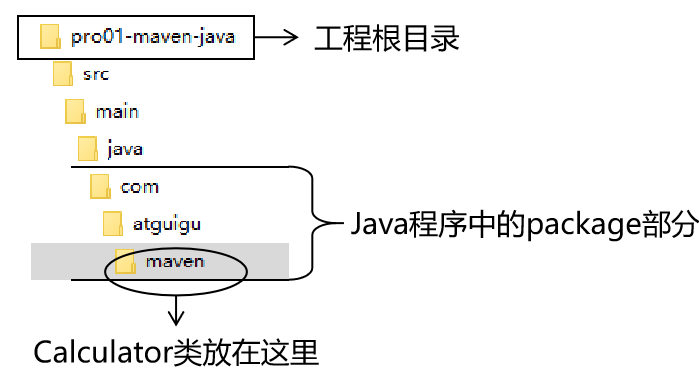 pro01-maven-java
工程根目录
src
main
java
com
atguigu
Java程序中的package部分
maven
Calculator类放在这里